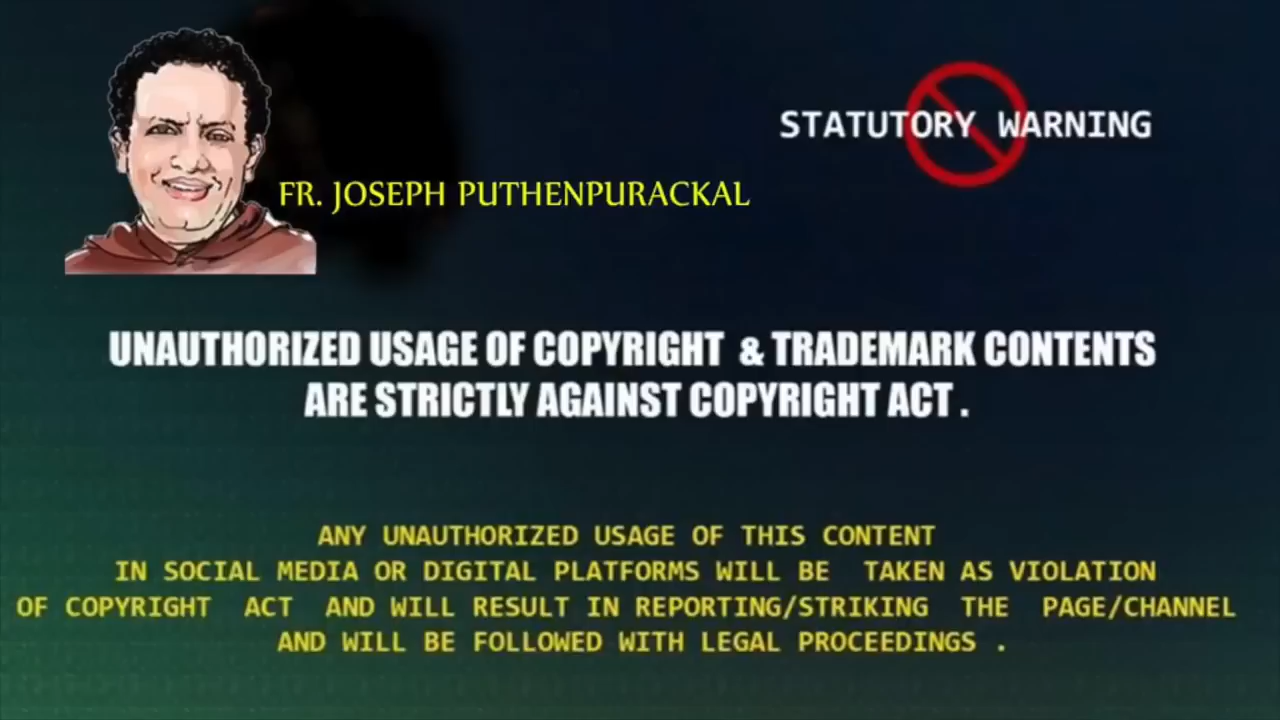 STATUTORY WARNING
FR. JOSEPH PUTHENPURACKAL
UNAUTHORIZED USAGE OF COPYRIGHT & TRADEMARK CONTENTS
ARE STRICTLY AGAINST COPYRIGHT ACT .
ANY UNAUTHORIZED USAGE OF THIS CONTENT
IN SOCIAL MEDIA OR DIGITAL PLATFORMS WILL BE TAKEN AS VIOLATION
OF COPYRIGHT ACT AND WILL RESULT IN REPORTING/STRIKING THE PAGE/CHANNEL
AND WILL BE FOLLOWED WITH LEGAL PROCEEDINGS .